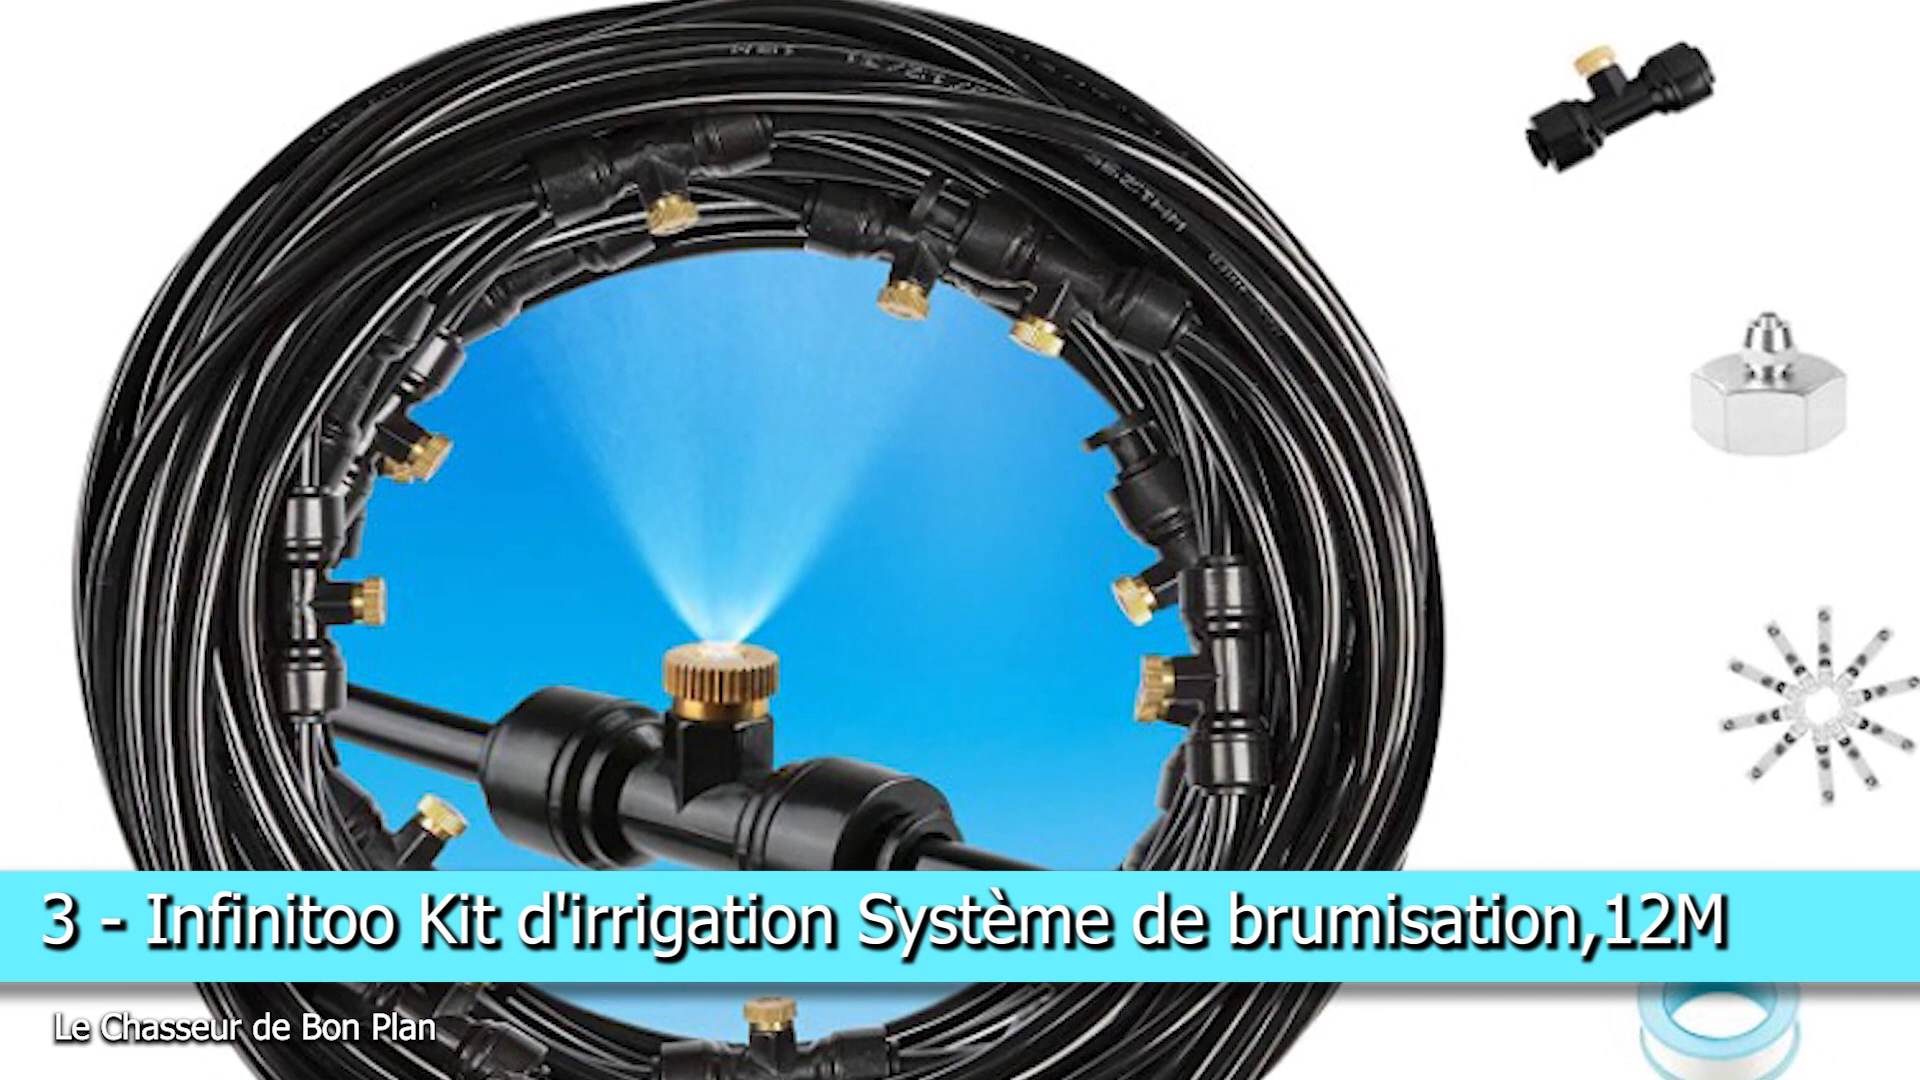 3 - Infinitoo Kit d'irrigation Système de brumisation,12M
Le Chasseur de Bon Plan